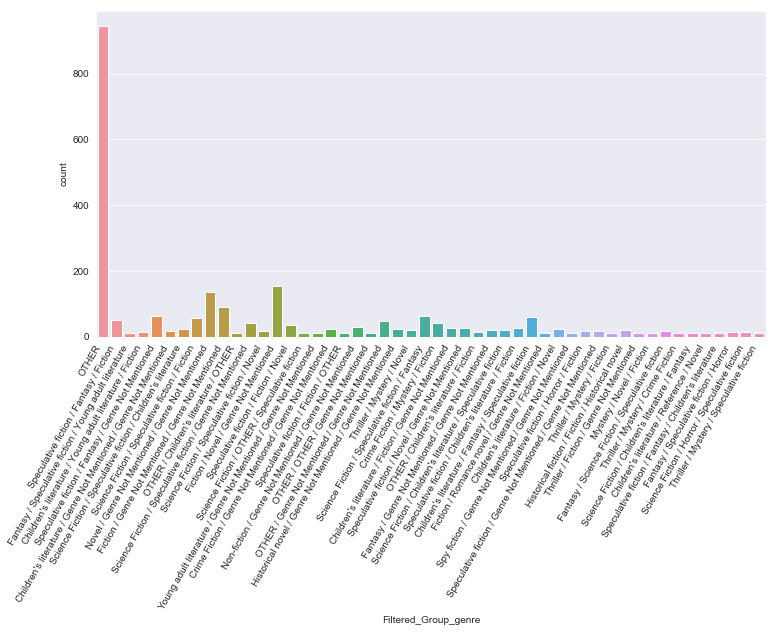 800
600
400
200
0
count
OTHER
Speculative fiction / Fantasy / Fiction
Fantasy / Speculative fiction / Young adult literature
Children's literature / Young adult literature / Fiction
Speculative fiction / Fantasy / Genre Not Mentioned
Children's literature / Genre Not Mentioned / Genre Not Mentioned
Science Fiction / Speculative fiction / Children's literature
Science Fiction / Speculative fiction / Fiction
Novel / Genre Not Mentioned / Genre Not Mentioned
Fiction / Genre Not Mentioned / Genre Not Mentioned
OTHER / Children's literature / OTHER
Science Fiction / Speculative fiction / Genre Not Mentioned
Science Fiction / Speculative fiction / Novel
Fiction / Novel / Genre Not Mentioned
Speculative fiction / Fiction / Novel
Science Fiction / OTHER / Speculative fiction
Young adult literature / Genre Not Mentioned / Genre Not Mentioned
Crime Fiction / Genre Not Mentioned / Genre Not Mentioned
Speculative fiction / Fiction / OTHER
Non-fiction / Genre Not Mentioned / Genre Not Mentioned
OTHER / OTHER / Genre Not Mentioned
OTHER / Genre Not Mentioned / Genre Not Mentioned
Historical novel / Genre Not Mentioned / Genre Not Mentioned
Thriller / Mystery / Novel
Science Fiction / Speculative fiction / Fantasy
Crime Fiction / Mystery / Fiction
Children's literature / Fiction / Genre Not Mentioned
Speculative fiction / Novel / Genre Not Mentioned
OTHER / Children's literature / Fiction
Fantasy / Genre Not Mentioned / Genre Not Mentioned
Science Fiction / Children's literature / Speculative fiction
Speculative fiction / Children's literature / Fiction
Children's literature / Fantasy / Speculative fiction
Fiction / Romance novel / Genre Not Mentioned
Children's literature / Fiction / Novel
Spy fiction / Genre Not Mentioned / Genre Not Mentioned
Speculative fiction / Horror / Fiction
Speculative fiction / Genre Not Mentioned / Genre Not Mentioned
Thriller / Mystery / Fiction
Historical fiction / Fiction / Historical novel
Thriller / Fiction / Genre Not Mentioned
Mystery / Novel / Fiction
Fantasy / Science Fiction / Speculative fiction
Thriller / Mystery / Crime Fiction
Science Fiction / Children's literature / Fantasy
Children's literature / Reference / Novel
Speculative fiction / Fantasy / Children's literature
Fantasy / Speculative fiction / Horror
Science Fiction / Horror / Speculative fiction
Thriller / Mystery / Speculative fiction
Filtered_Group_genre